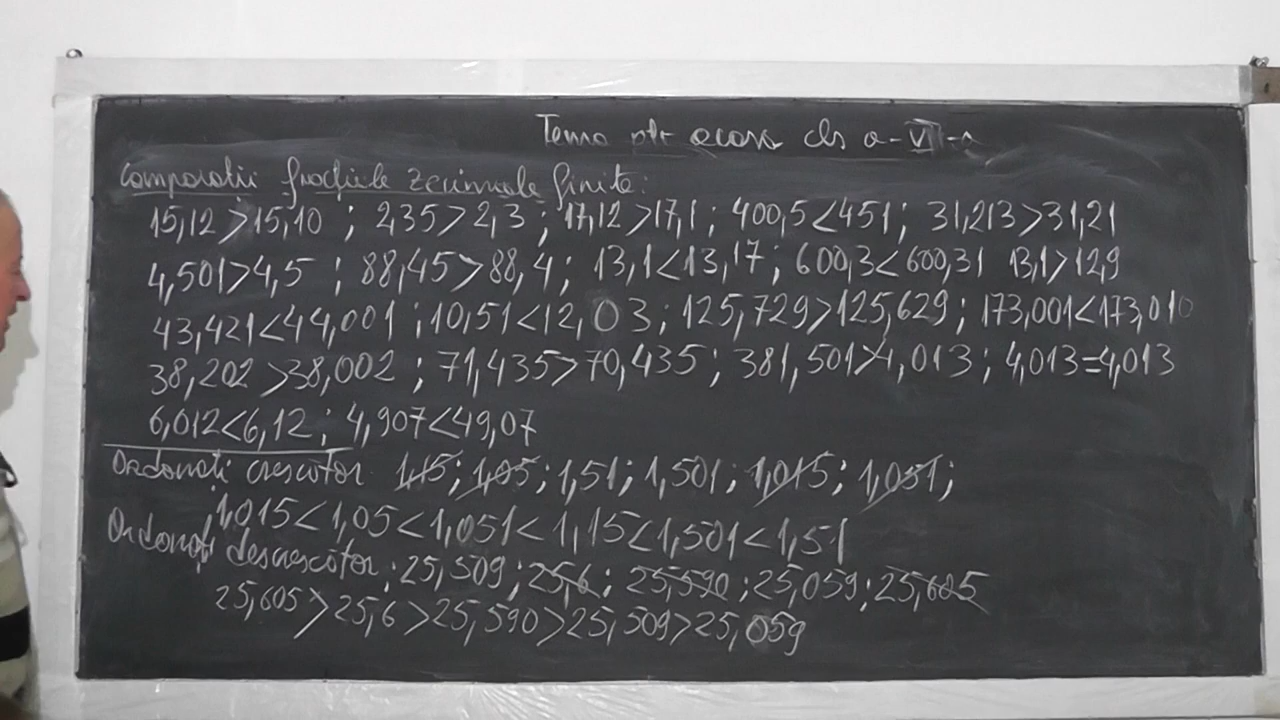 Tema ptr acasa cls a-VI-a
Comparatii fractiile zecimale finite:
15,12>15,10 ; 2,35>2,3 ; 17,12>17,1 ; 400,5<451 ; 31,213>31,21
4,501>4,5 ; 88,45>88,4 ; 13,1<13,17 ; 600,3<600,31 13,1>12,9
43,421<44,001 ; 10,51<12,03 ; 125,729>125,629 ; 173,001<173,010
38,202>38,002 ; 71,435>70,435 ; 381,501>4,013 ; 4,013=4,013
6,012<6,12 ; 4,907<49,07
Ordonați crescător 1,15 ; 1,05 ; 1,51 ; 1,501 ; 1,015 ; 1,051 ;
1,015<1,05<1,051<1,15<1,501<1,51
Ordonați descrescător : 25,509 ; 25,6 ; 25,590 ; 25,059 ; 25,605
25,605>25,6>25,590>25,509>25,059